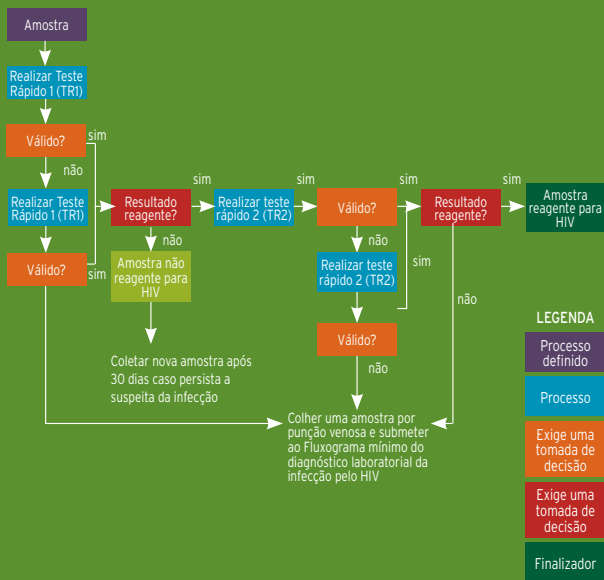 Amostra
Realizar Teste
Rápido 1 (TR1)
Válido?
sim
não
Realizar Teste
Rápido 1 (TR1)
Válido?
sim
Resultado
reagente?
sim
não
Amostra não
reagente para
HIV
Coletar nova amostra após
30 dias caso persista a
suspeita da infecção
Realizar teste
rápido 2 (TR2)
sim
Válido?
sim
não
Realizar teste
rápido 2 (TR2)
sim
Válido?
não
Colher uma amostra por
punção venosa e submeter
ao Fluxograma mínimo do
diagnóstico laboratorial da
infecção pelo HIV
Resultado
reagente?
sim
não
Amostra
reagente para
HIV
LEGENDA
Processo
definido
Processo
Exige uma
tomada de
decisão
Exige uma
tomada de
decisão
Finalizador